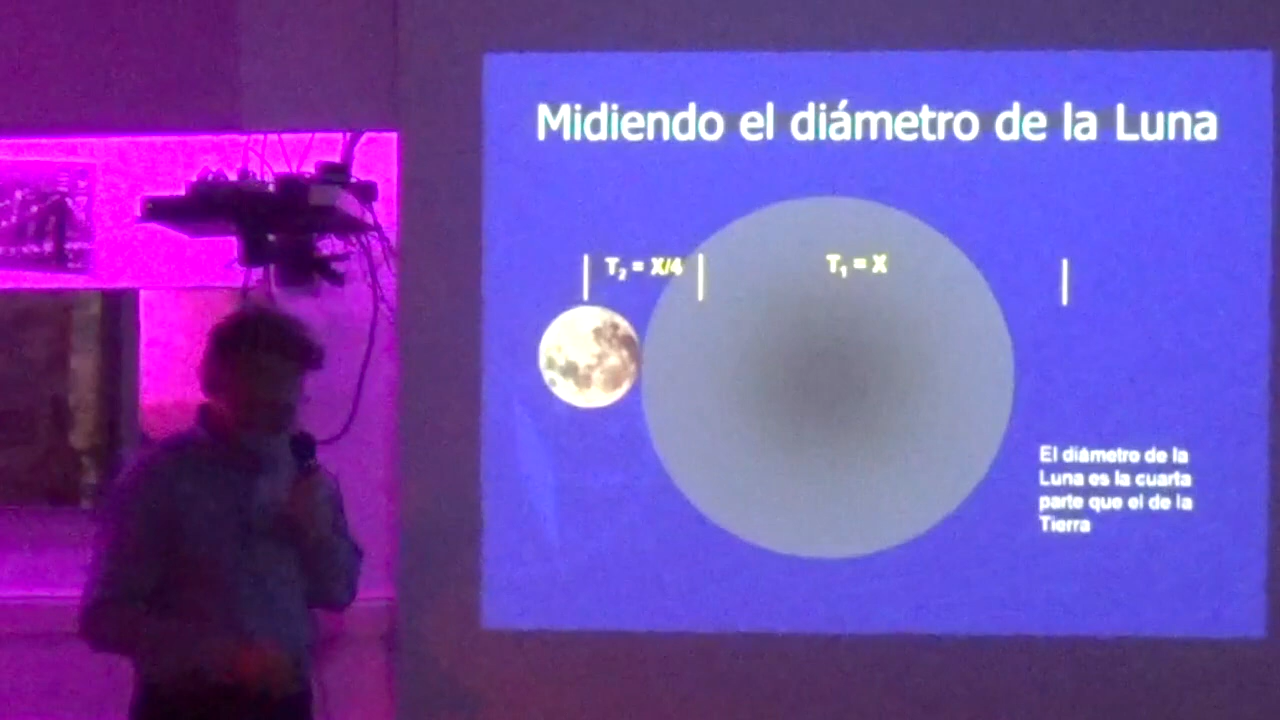 Midiendo el diámetro de la Luna
T₂ = X/4
T₁ = X
El diámetro de la
Luna es la cuarta
parte que el de la
Tierra